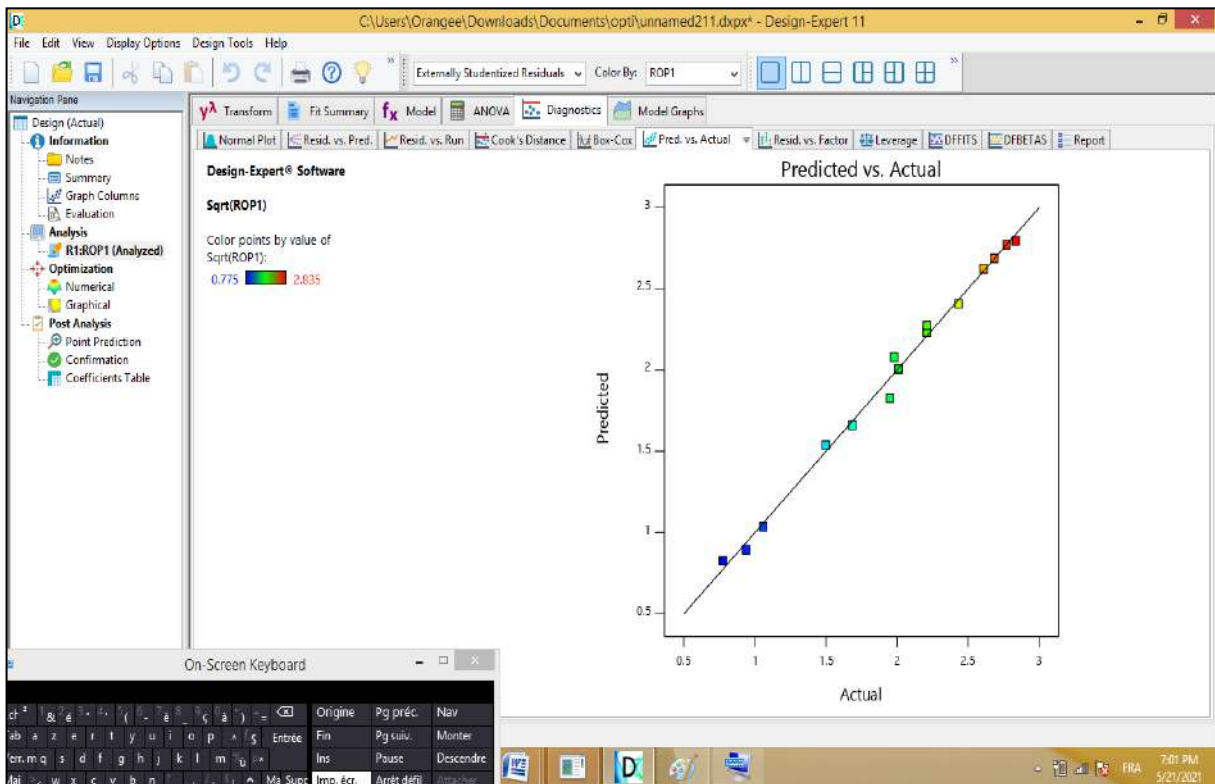 C:\Users\Orangee\Downloads\Documents\opti\unnamed211.dxpx* - Design-Expert 11
File Edit View Display Options Design Tools Help
Externally Studentized Residuals Color By: ROP1
Navigation Pane
Design (Actual)
Information
Notes
Summary
Graph Columns
Evaluation
Analysis
R1:ROP1 (Analyzed)
Optimization
Numerical
Graphical
Post Analysis
Point Prediction
Confirmation
Coefficients Table
yλ Transform Fit Summary fx Model ANOVA Diagnostics Model Graphs
Normal Plot Resid. vs. Pred. Resid. vs. Run Cook's Distance Box-Cox Pred. vs. Actual Resid. vs. Factor Leverage DFFITS DFBETAS Report
Design-Expert® Software
Sqrt(ROP1)
Color points by value of
Sqrt(ROP1):
0.775 2.835
Predicted vs. Actual
3
2.5
2
1.5
1
0.5
Predicted
0.5 1 1.5 2 2.5 3
Actual
On-Screen Keyboard
& é ( - è ç à ) = Origine Pg préc. Nav
a z e r t y u i o p Entrée Fin Pg suiv. Monter
q s d f g h j k l m ù Ins Pause Descendre
w x c v b n Ma Supp Imp. écr. Arrêt défil Attacher
FRA
7:01 PM
5/21/2021